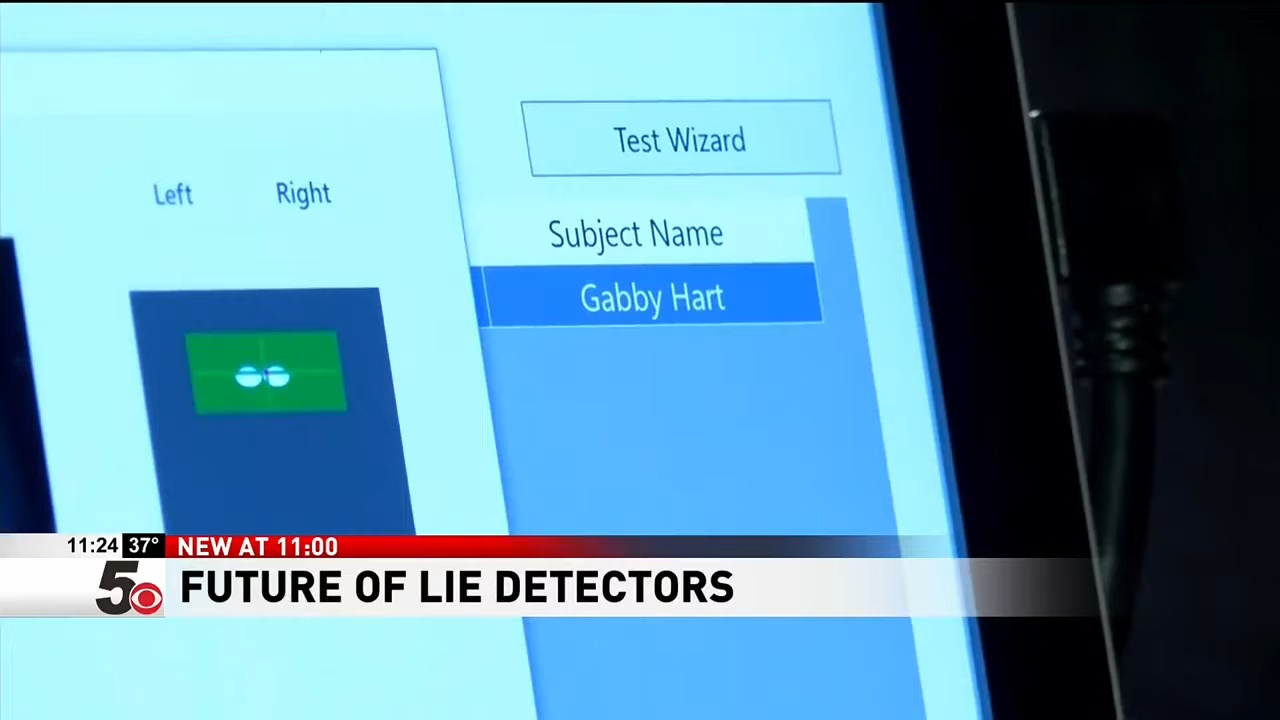 Test Wizard
Left Right
Subject Name
Gabby Hart
11:24 37° NEW AT 11:00
5 FUTURE OF LIE DETECTORS